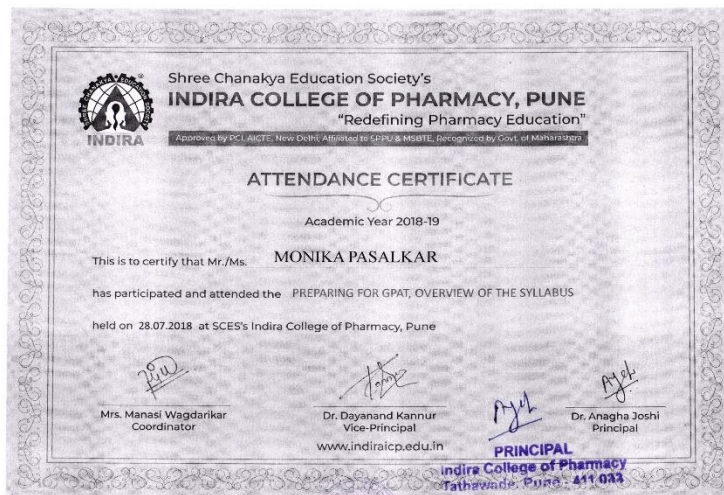 SHREE CHANAKYA EDUCATION SOCIETY
INDIRA
Shree Chanakya Education Society's
INDIRA COLLEGE OF PHARMACY, PUNE
"Redefining Pharmacy Education"
Approved by PCI, AICTE, New Delhi, Affiliated to SPPU & MSBTE, Recognized by Govt. of Maharashtra
ATTENDANCE CERTIFICATE
Academic Year 2018-19
This is to certify that Mr./Ms. MONIKA PASALKAR
has participated and attended the PREPARING FOR GPAT, OVERVIEW OF THE SYLLABUS
held on 28.07.2018 at SCES's Indira College of Pharmacy, Pune
Mrs. Manasi Wagdarikar
Coordinator
Dr. Dayanand Kannur
Vice-Principal
Dr. Anagha Joshi
Principal
www.indiraicp.edu.in
PRINCIPAL
Indira College of Pharmacy
Tathawade, Pune - 411 033